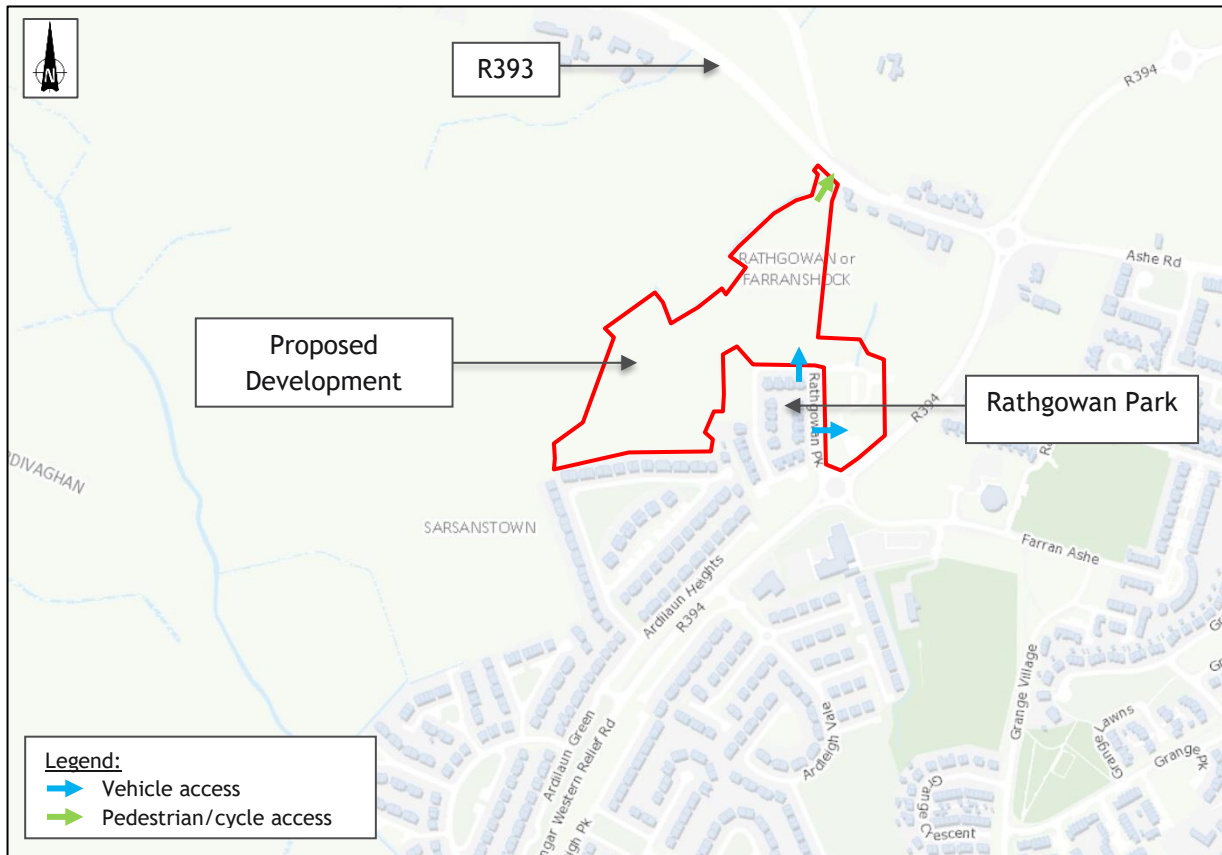 N
R393
R394
R394
RATHGOWAN or
FARRANSHOCK
Ashe Rd
Proposed
Development
Rathgowan Park
Rathgowan Pk
R394
SARSANSTOWN
Farran Ashe
Ardilaun Heights
R394
Ardilaun Green
Western Relief Rd
Ardleigh Vale
Grange Village
Grange Lawns
Grange Pk
Grange
Crescent
Legend:
Vehicle access
Pedestrian/cycle access